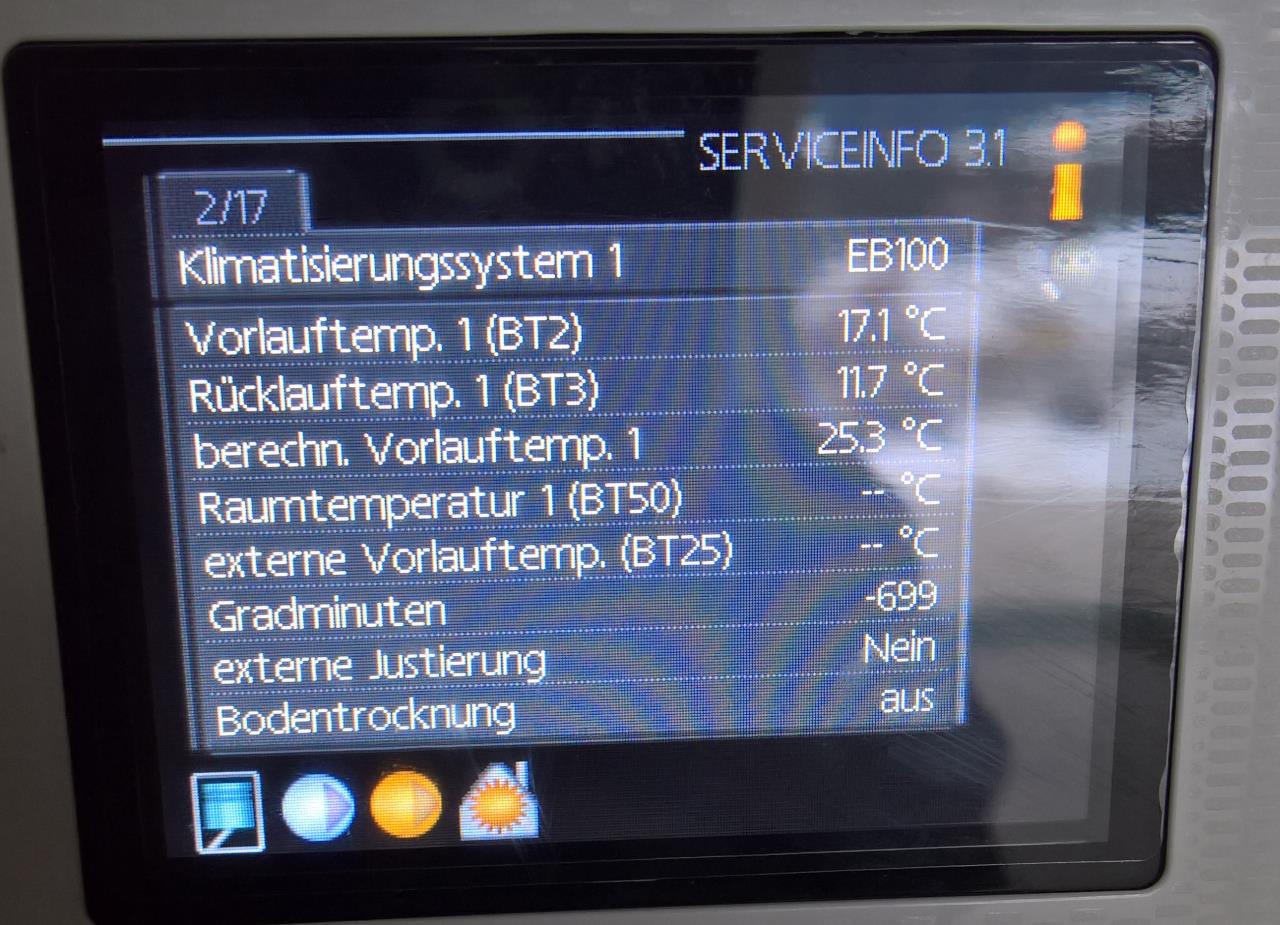 SERVICEINFO 3.1
2/17
Klimatisierungssystem 1 EB100
Vorlauftemp. 1 (BT2) 17.1 °C
Rücklauftemp. 1 (BT3) 11.7 °C
berechn. Vorlauftemp. 1 25.3 °C
Raumtemperatur 1 (BT50) -- °C
externe Vorlauftemp. (BT25) -- °C
Gradminuten -699
externe Justierung Nein
Bodentrocknung aus